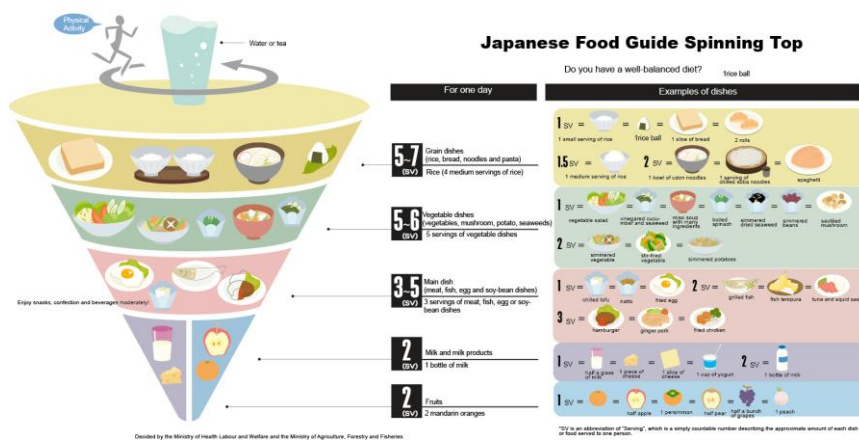 Physical
Activity
Water or tea
Japanese Food Guide Spinning Top
Do you have a well-balanced diet?
1rice ball
For one day
Examples of dishes
5~7
(SV)
Grain dishes
(rice, bread, noodles and pasta)
Rice (4 medium servings of rice)
1 SV = = = =
1 small serving of rice
1rice ball
1 slice of bread
2 rolls
1.5 SV =
1 medium serving of rice
2 SV = = =
1 bowl of udon noodles
1 serving of
chilled soba noodles
spaghetti
5~6
(SV)
Vegetable dishes
(vegetables, mushroom, potato, seaweeds)
5 servings of vegetable dishes
1 SV = = = = = = =
vegetable salad
vinegared cucu-
mber and seaweed
miso soup
with many
ingredients
boiled
spinach
simmered
dried seaweed
simmered
beans
sautéed
mushroom
2 SV = = =
simmered
vegetable
stir-fried
vegetable
simmered potatoes
3~5
(SV)
Main dish
(meat, fish, egg and soy-bean dishes)
3 servings of meat, fish, egg or soy-
bean dishes
Enjoy snacks, confection and beverages moderately!
1 SV = = =
chilled tofu
natto
fried egg
2 SV = = =
grilled fish
fish tempura
tuna and squid sas
3 SV = = =
hamburger
ginger pork
fried chicken
2
(SV)
Milk and milk products
1 bottle of milk
1 SV = = = =
half a glass
of milk
1 piece of
cheese
1 slice of
cheese
1 cup of yogurt
2 SV =
1 bottle of milk
2
(SV)
Fruits
2 mandarin oranges
1 SV = = = = = =
half apple
1 persimmon
half pear
half a bunch
of grapes
1 peach
Decided by the Ministry of Health Labour and Welfare and the Ministry of Agriculture, Forestry and Fisheries
"SV is an abbreviation of "Serving", which is a simply countable number describing the approximate amount of each dish
or food served to one person.